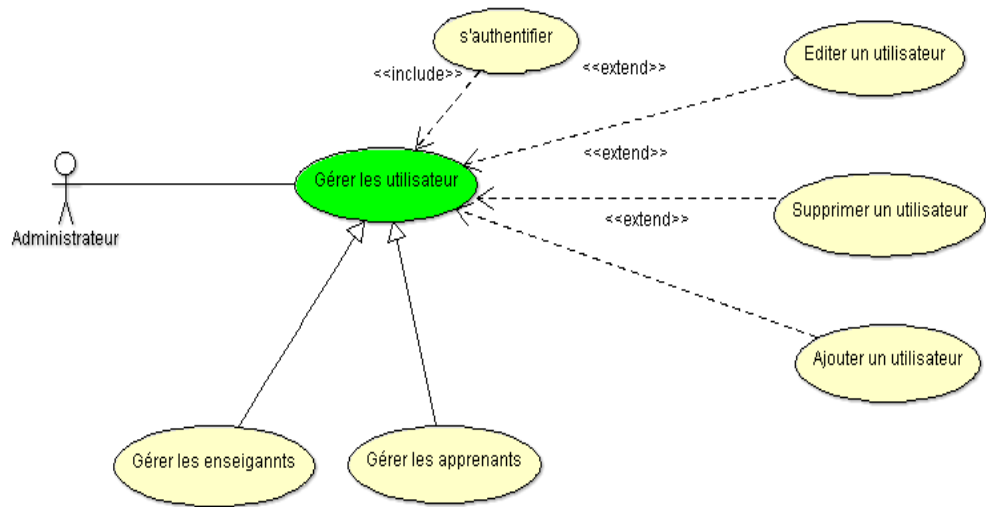 s'authentifier
Editer un utilisateur
<<include>>
<<extend>>
<<extend>>
Gérer les utilisateur
<<extend>>
Supprimer un utilisateur
Administrateur
Ajouter un utilisateur
Gérer les enseigannts
Gérer les apprenants